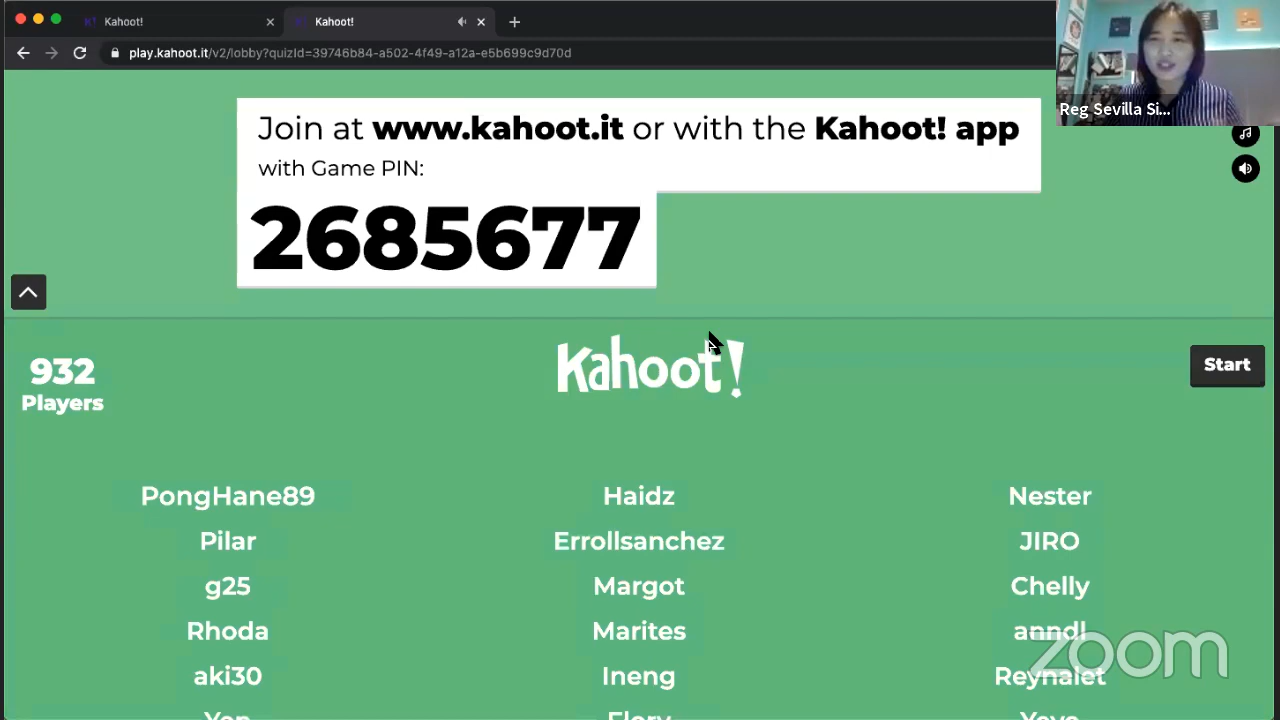 Kahoot!
Kahoot!
play.kahoot.it/v2/lobby?quizId=39746b84-a502-4f49-a12a-e5b699c9d70d
Reg Sevilla Si...
Join at www.kahoot.it or with the Kahoot! app
with Game PIN:
2685677
932
Players
Kahoot!
Start
PongHane89 Haidz Nester
Pilar Errollsanchez JIRO
g25 Margot Chelly
Rhoda Marites anndl
aki30 Ineng Reynalet
zoom